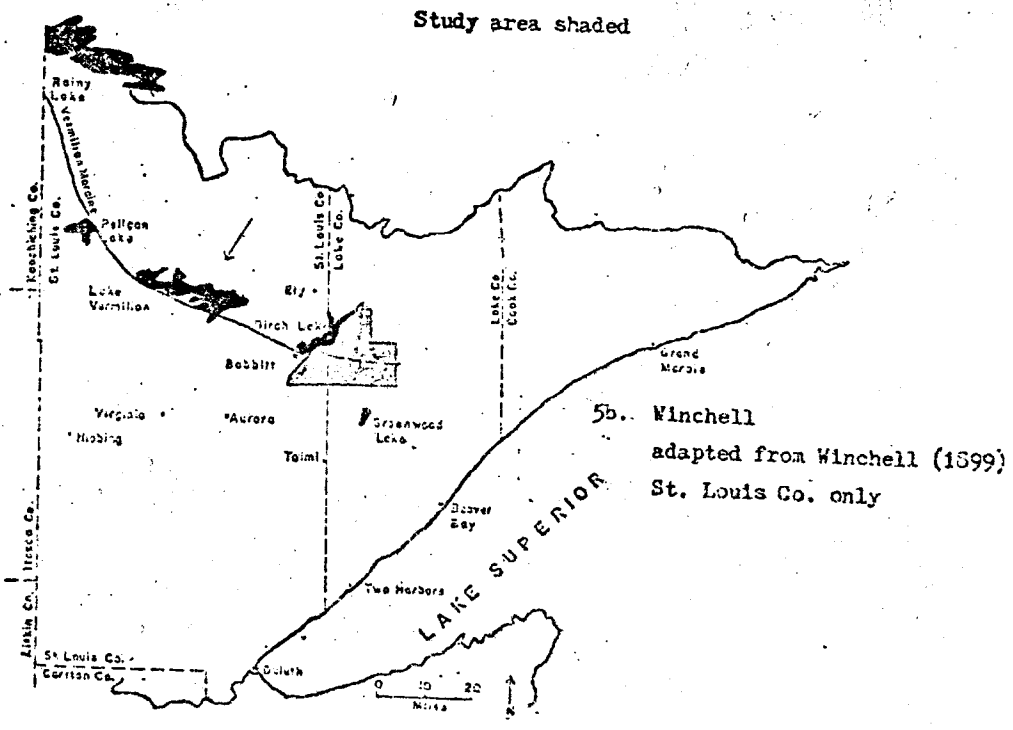 Study area shaded
Rainy
Lake
Vermilion Moraine
Koochiching Co.
St. Louis Co.
Pelican
Lake
St. Louis Co.
Lake Co.
Lake Co.
Cook Co.
Lake
Vermilion
Ely
Birch Lake
Babbitt
Grand
Marais
Virginia
Aurora
Greenwood
Lake
Hibbing
Toimi
5b. Winchell
adapted from Winchell (1899)
St. Louis Co. only
Beaver
Bay
Itasca Co.
Aitkin Co.
Two Harbors
LAKE SUPERIOR
St. Louis Co.
Carlton Co.
Duluth
0 10 20
Miles
N